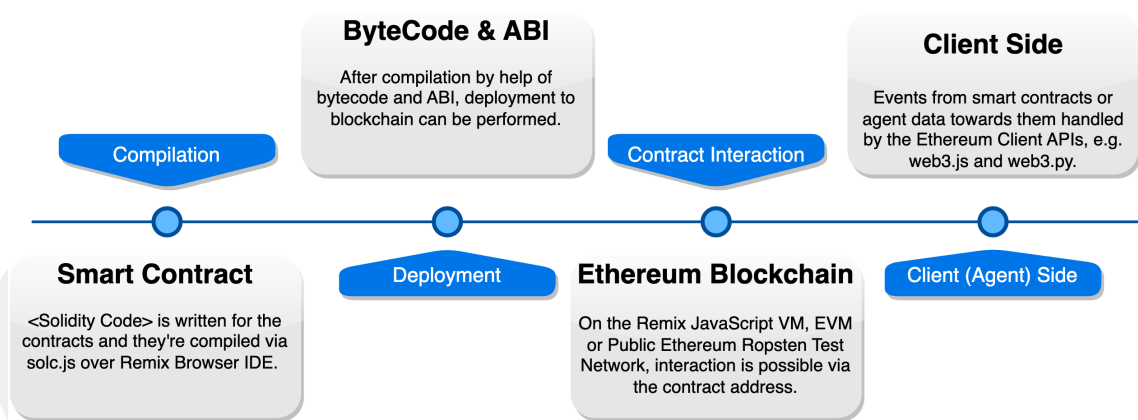 Compilation
Smart Contract
<Solidity Code> is written for the
contracts and they're compiled via
solc.js over Remix Browser IDE.
ByteCode & ABI
After compilation by help of
bytecode and ABI, deployment to
blockchain can be performed.
Deployment
Contract Interaction
Ethereum Blockchain
On the Remix JavaScript VM, EVM
or Public Ethereum Ropsten Test
Network, interaction is possible via
the contract address.
Client Side
Events from smart contracts or
agent data towards them handled
by the Ethereum Client APIs, e.g.
web3.js and web3.py.
Client (Agent) Side